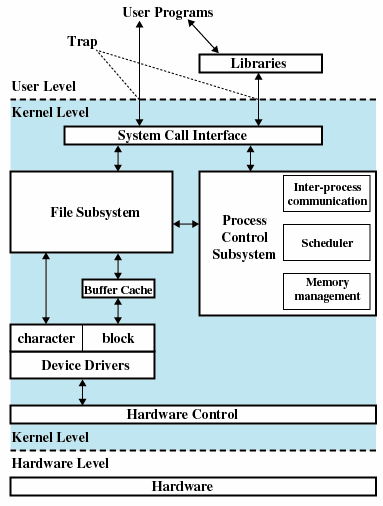 User Programs
Trap
Libraries
User Level
Kernel Level
System Call Interface
File Subsystem
Process
Control
Subsystem
Inter-process
communication
Scheduler
Memory
management
Buffer Cache
character
block
Device Drivers
Hardware Control
Kernel Level
Hardware Level
Hardware